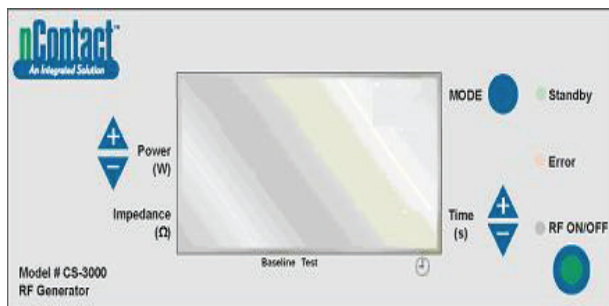 nContact™
An Integrated Solution
MODE
Standby
+
Power
(W)
−
Error
Impedance
(Ω)
Time
(s)
+
−
RF ON/OFF
Baseline Test
Model # CS-3000
RF Generator